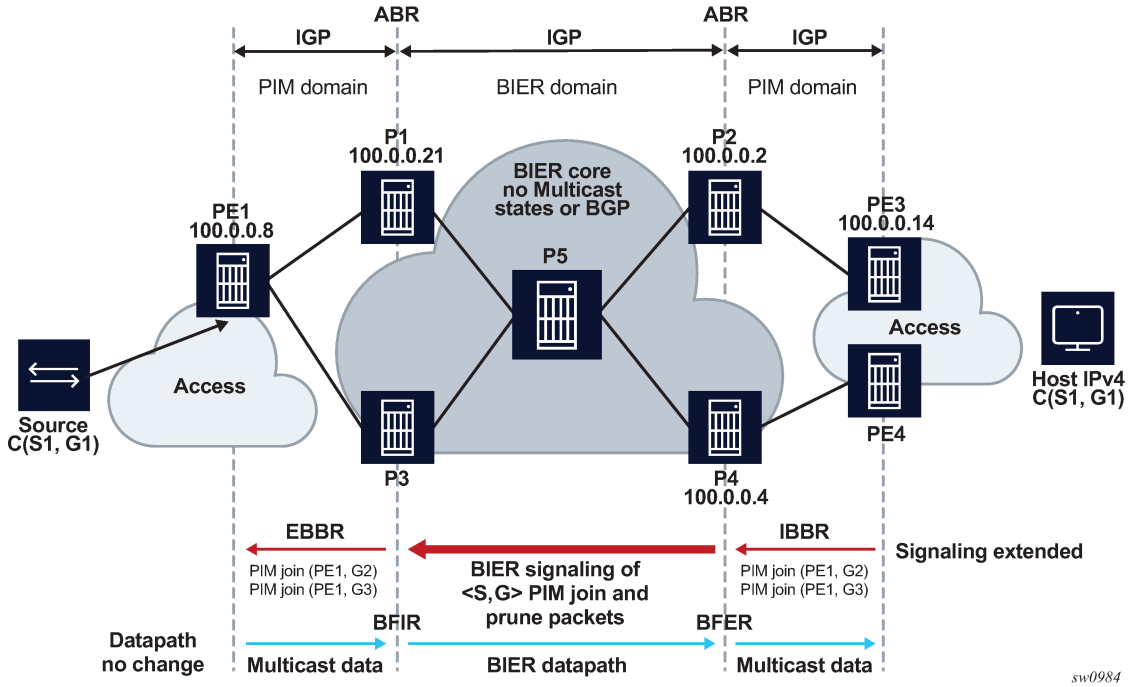 ABR
ABR
IGP
IGP
IGP
PIM domain
BIER domain
PIM domain
P1
100.0.0.21
P2
100.0.0.2
BIER core
no Multicast
states or BGP
PE1
100.0.0.8
PE3
100.0.0.14
P5
Access
Access
Source
C(S1, G1)
Host IPv4
C(S1, G1)
PE4
P3
P4
100.0.0.4
EBBR
IBBR
Signaling extended
PIM join (PE1, G2)
PIM join (PE1, G3)
BIER signaling of
<S,G> PIM join and
prune packets
PIM join (PE1, G2)
PIM join (PE1, G3)
BFIR
BFER
Datapath
no change
Multicast data
BIER datapath
Multicast data
sw0984